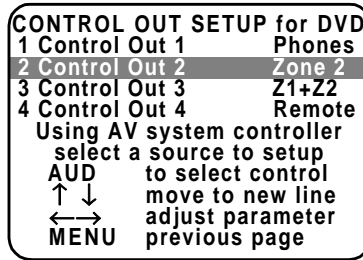 CONTROL OUT SETUP for DVD
1 Control Out 1 Phones
2 Control Out 2 Zone 2
3 Control Out 3 Z1+Z2
4 Control Out 4 Remote
Using AV system controller
select a source to setup
AUD to select control
↑ ↓ move to new line
←→ adjust parameter
MENU previous page